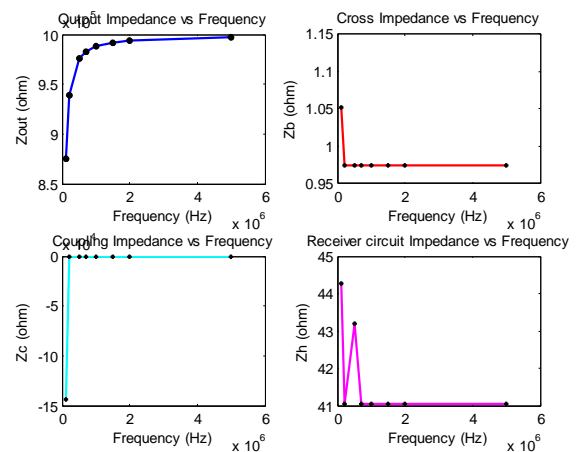 Output Impedance vs Frequency
x 10^5
10
9.5
9
8.5
0
2
4
6
Zout (ohm)
Frequency (Hz)
x 10^6
Cross Impedance vs Frequency
1.15
1.1
1.05
1
0.95
0
2
4
6
Zb (ohm)
Frequency (Hz)
x 10^6
Coupling Impedance vs Frequency
0
-5
-10
-15
0
2
4
6
Zc (ohm)
Frequency (Hz)
x 10^6
Receiver circuit Impedance vs Frequency
45
44
43
42
41
0
2
4
6
Zh (ohm)
Frequency (Hz)
x 10^6